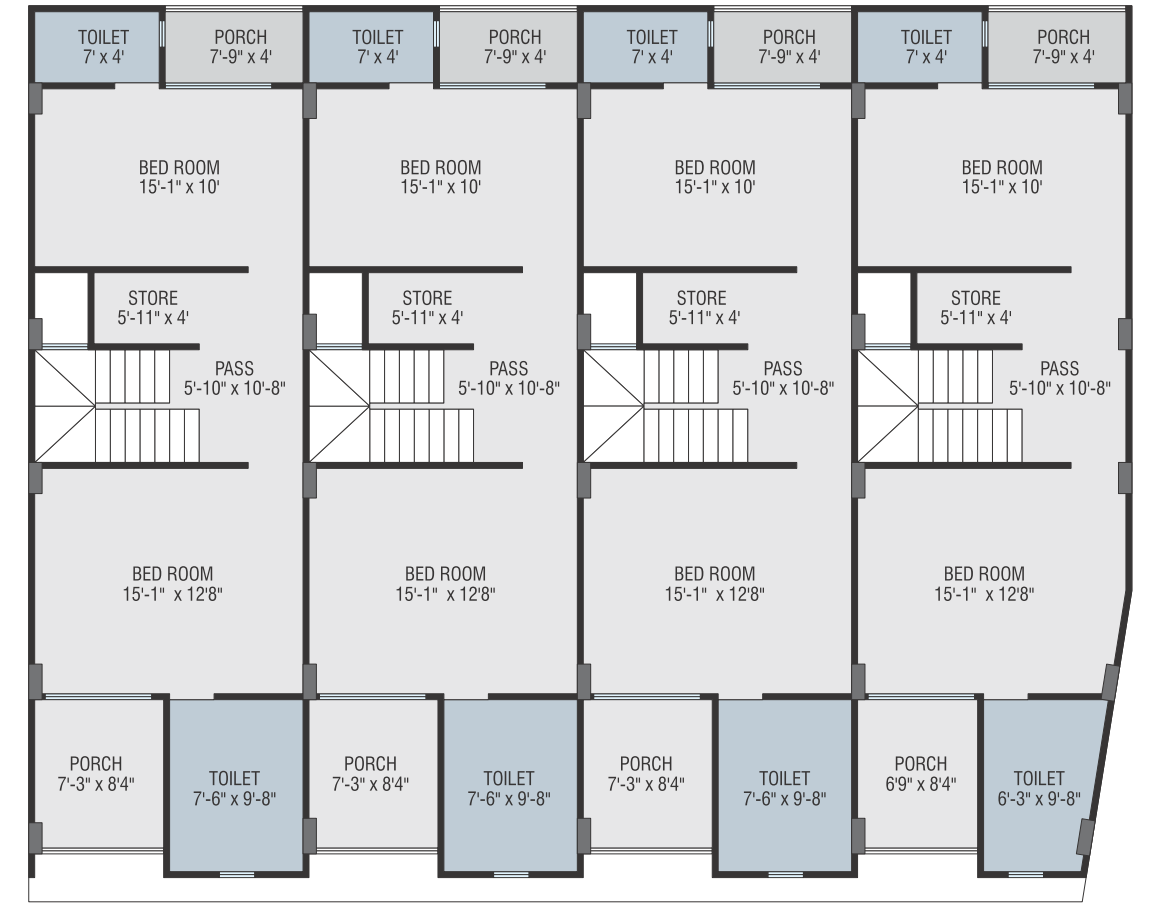 TOILET
7' x 4'
PORCH
7'-9" x 4'
TOILET
7' x 4'
PORCH
7'-9" x 4'
TOILET
7' x 4'
PORCH
7'-9" x 4'
TOILET
7' x 4'
PORCH
7'-9" x 4'
BED ROOM
15'-1" x 10'
BED ROOM
15'-1" x 10'
BED ROOM
15'-1" x 10'
BED ROOM
15'-1" x 10'
STORE
5'-11" x 4'
STORE
5'-11" x 4'
STORE
5'-11" x 4'
STORE
5'-11" x 4'
PASS
5'-10" x 10'-8"
PASS
5'-10" x 10'-8"
PASS
5'-10" x 10'-8"
PASS
5'-10" x 10'-8"
BED ROOM
15'-1" x 12'8"
BED ROOM
15'-1" x 12'8"
BED ROOM
15'-1" x 12'8"
BED ROOM
15'-1" x 12'8"
PORCH
7'-3" x 8'4"
TOILET
7'-6" x 9'-8"
PORCH
7'-3" x 8'4"
TOILET
7'-6" x 9'-8"
PORCH
7'-3" x 8'4"
TOILET
7'-6" x 9'-8"
PORCH
6'9" x 8'4"
TOILET
6'-3" x 9'-8"